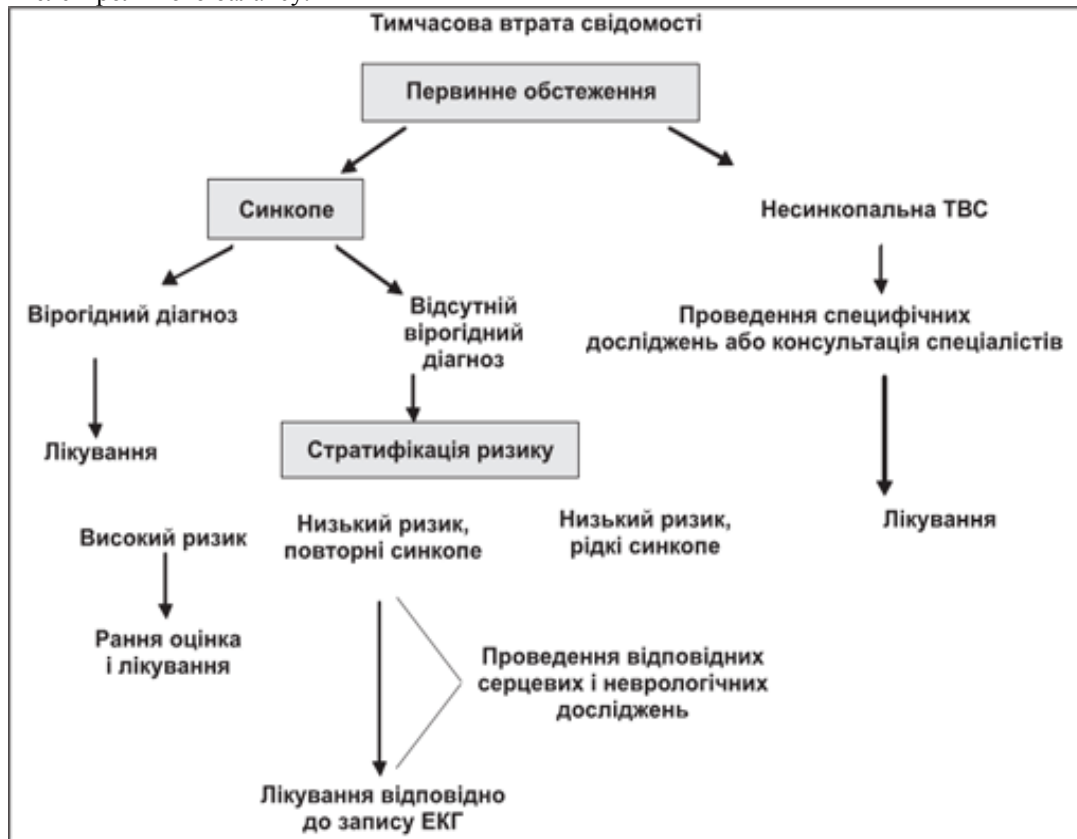 Тимчасова втрата свідомості
Первинне обстеження
Синкопе
Несинкопальна ТВС
Вірогідний діагноз
Відсутній
вірогідний
діагноз
Проведення специфічних
досліджень або консультація спеціалістів
Лікування
Стратифікація ризику
Високий ризик
Низький ризик,
повторні синкопе
Низький ризик,
рідкі синкопе
Лікування
Рання оцінка
і лікування
Проведення відповідних
серцевих і неврологічних
досліджень
Лікування відповідно
до запису ЕКГ